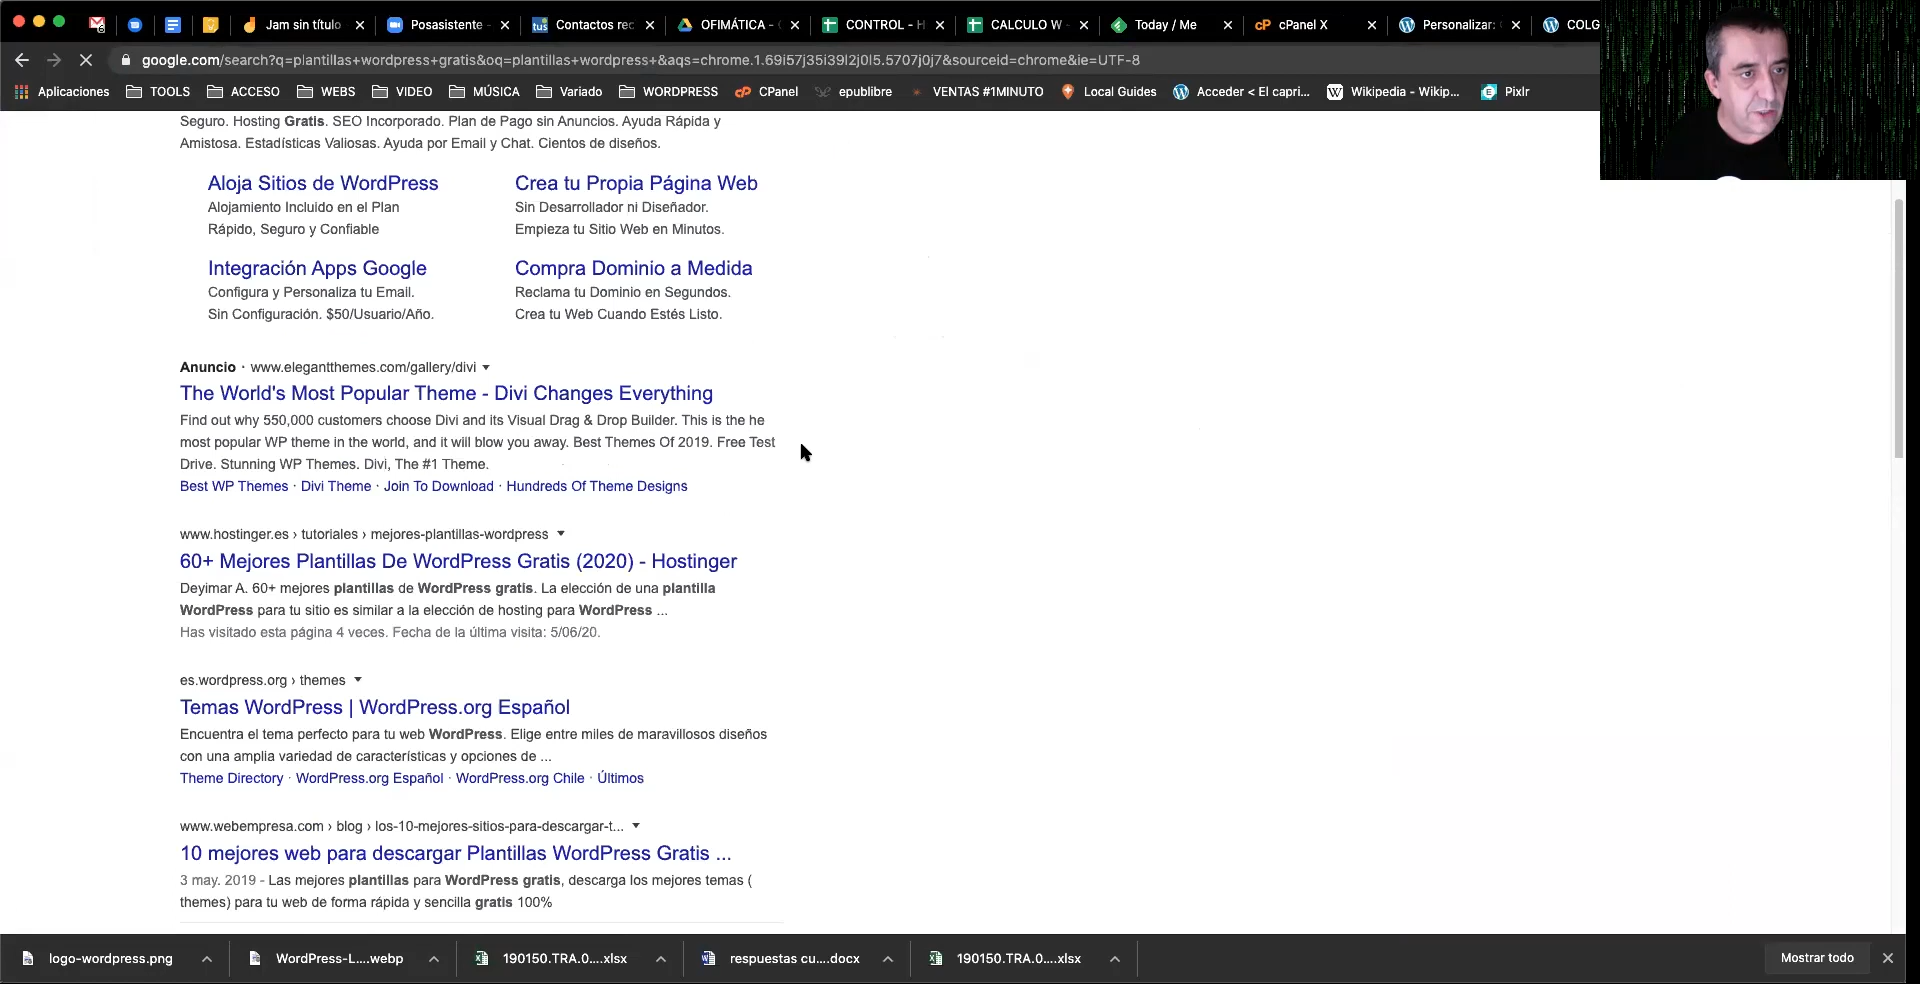 Jam sin título
Posasistente -
Contactos rec
OFIMÁTICA - 
CONTROL - H
CALCULO W -
Today / Me
cPanel X
Personalizar:
COLG
google.com/search?q=plantillas+wordpress+gratis&oq=plantillas+wordpress+&aqs=chrome.1.69i57j35i39l2j0l5.5707j0j7&sourceid=chrome&ie=UTF-8
Aplicaciones TOOLS ACCESO WEBS VIDEO MÚSICA Variado WORDPRESS CPanel epublibre VENTAS #1MINUTO Local Guides Acceder < El capri... Wikipedia - Wikip... Pixlr
Seguro. Hosting Gratis. SEO Incorporado. Plan de Pago sin Anuncios. Ayuda Rápida y
Amistosa. Estadísticas Valiosas. Ayuda por Email y Chat. Cientos de diseños.
Aloja Sitios de WordPress
Alojamiento Incluido en el Plan
Rápido, Seguro y Confiable
Crea tu Propia Página Web
Sin Desarrollador ni Diseñador.
Empieza tu Sitio Web en Minutos.
Integración Apps Google
Configura y Personaliza tu Email.
Sin Configuración. $50/Usuario/Año.
Compra Dominio a Medida
Reclama tu Dominio en Segundos.
Crea tu Web Cuando Estés Listo.
Anuncio · www.elegantthemes.com/gallery/divi
The World's Most Popular Theme - Divi Changes Everything
Find out why 550,000 customers choose Divi and its Visual Drag & Drop Builder. This is the he
most popular WP theme in the world, and it will blow you away. Best Themes Of 2019. Free Test
Drive. Stunning WP Themes. Divi, The #1 Theme.
Best WP Themes · Divi Theme · Join To Download · Hundreds Of Theme Designs
www.hostinger.es › tutoriales › mejores-plantillas-wordpress
60+ Mejores Plantillas De WordPress Gratis (2020) - Hostinger
Deyimar A. 60+ mejores plantillas de WordPress gratis. La elección de una plantilla
WordPress para tu sitio es similar a la elección de hosting para WordPress ...
Has visitado esta página 4 veces. Fecha de la última visita: 5/06/20.
es.wordpress.org › themes
Temas WordPress | WordPress.org Español
Encuentra el tema perfecto para tu web WordPress. Elige entre miles de maravillosos diseños
con una amplia variedad de características y opciones de ...
Theme Directory · WordPress.org Español · WordPress.org Chile · Últimos
www.webempresa.com › blog › los-10-mejores-sitios-para-descargar-t...
10 mejores web para descargar Plantillas WordPress Gratis ...
3 may. 2019 - Las mejores plantillas para WordPress gratis, descarga los mejores temas (
themes) para tu web de forma rápida y sencilla gratis 100%
logo-wordpress.png
WordPress-L....webp
190150.TRA.0....xlsx
respuestas cu....docx
190150.TRA.0....xlsx
Mostrar todo